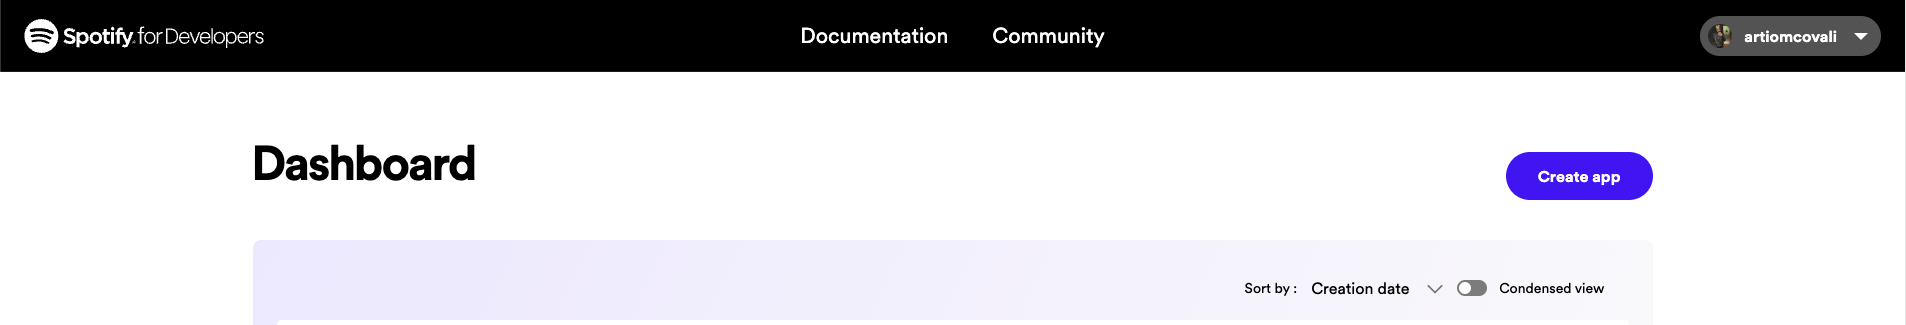 Spotify for Developers
Documentation
Community
artiomcovali
Dashboard
Create app
Sort by : Creation date
Condensed view